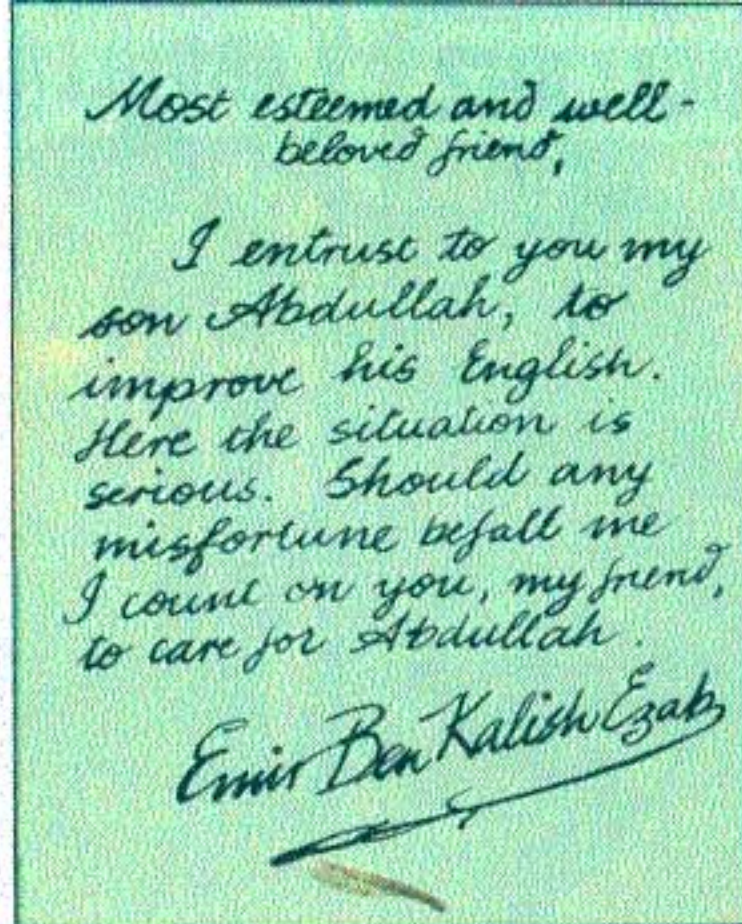 Most esteemed and well-
beloved friend,
I entrust to you my
son Abdullah, to
improve his English.
Here the situation is
serious. Should any
misfortune befall me
I count on you, my friend,
to care for Abdullah.
Emir Ben Kalish Ezab